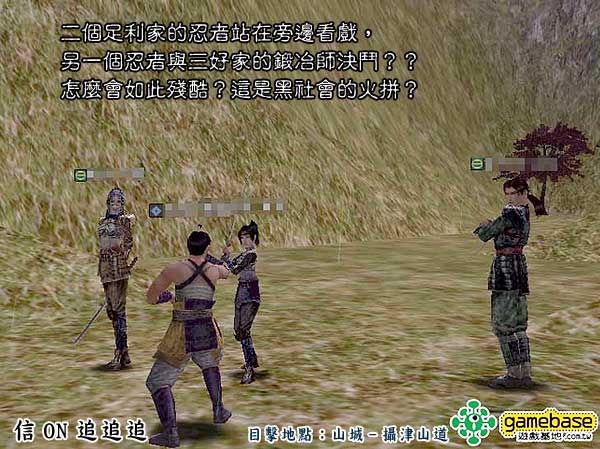 二個足利家的忍者站在旁邊看戲，
另一個忍者與三好家的鍛冶師決鬥？？
怎麼會如此殘酷？這是黑社會的火拼？
信ON 追追追
目擊地點：山城－攝津山道
gamebase
遊戲基地.com.tw